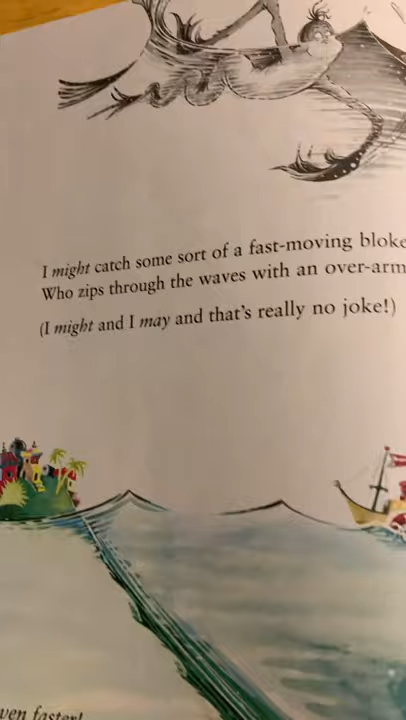 I might catch some sort of a fast-moving bloke
Who zips through the waves with an over-arm
(I might and I may and that's really no joke!)
ven faster!